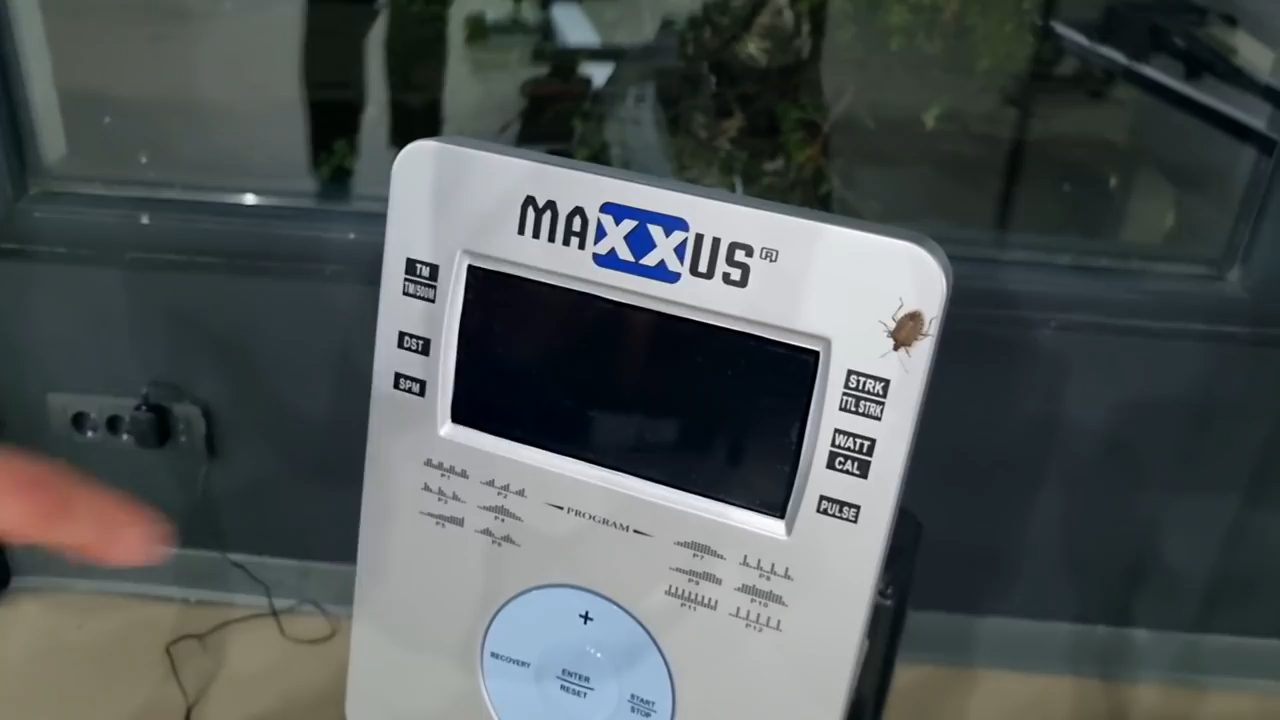 MAXXUS®
TM
TM/500M
DST
SPM
STRK
TTL STRK
WATT
CAL
PULSE
PROGRAM
P1
P2
P3
P4
P5
P6
P7
P8
P9
P10
P11
P12
+
RECOVERY
ENTER
RESET
START
STOP